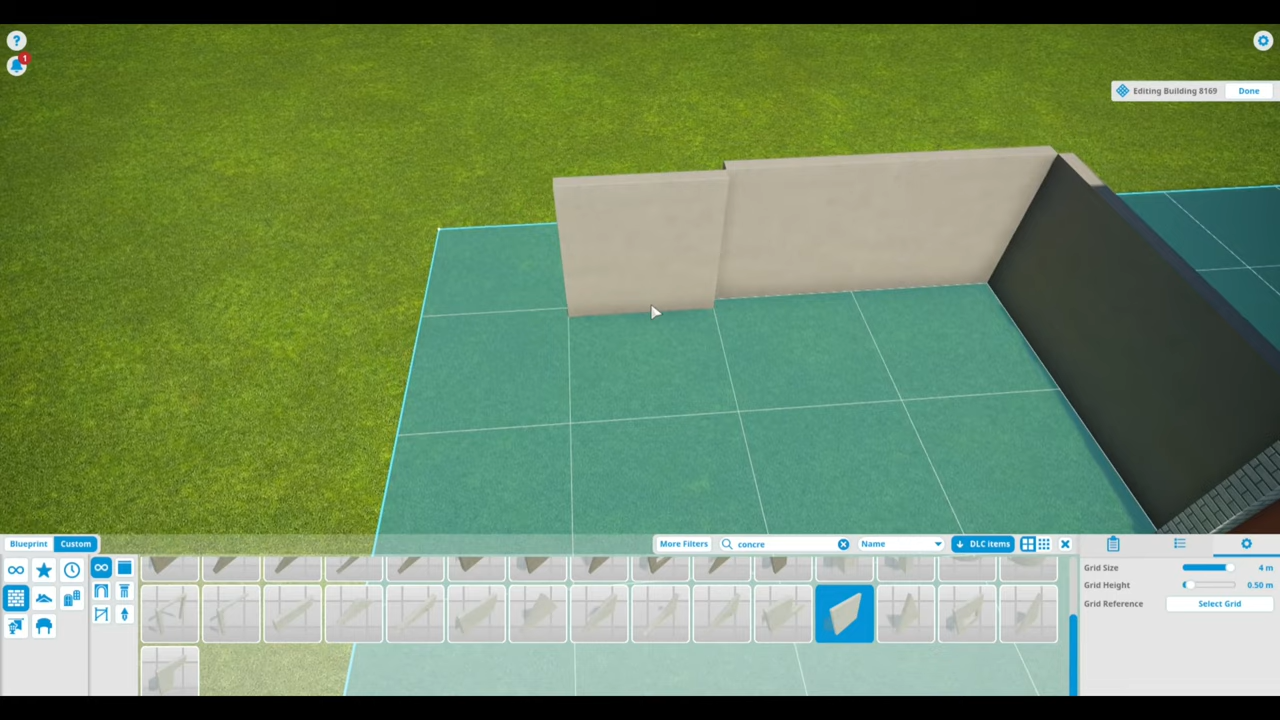 ?
1
Editing Building 8169 Done
Blueprint Custom More Filters concre Name DLC items
Grid Size 4 m
Grid Height 0.50 m
Grid Reference Select Grid